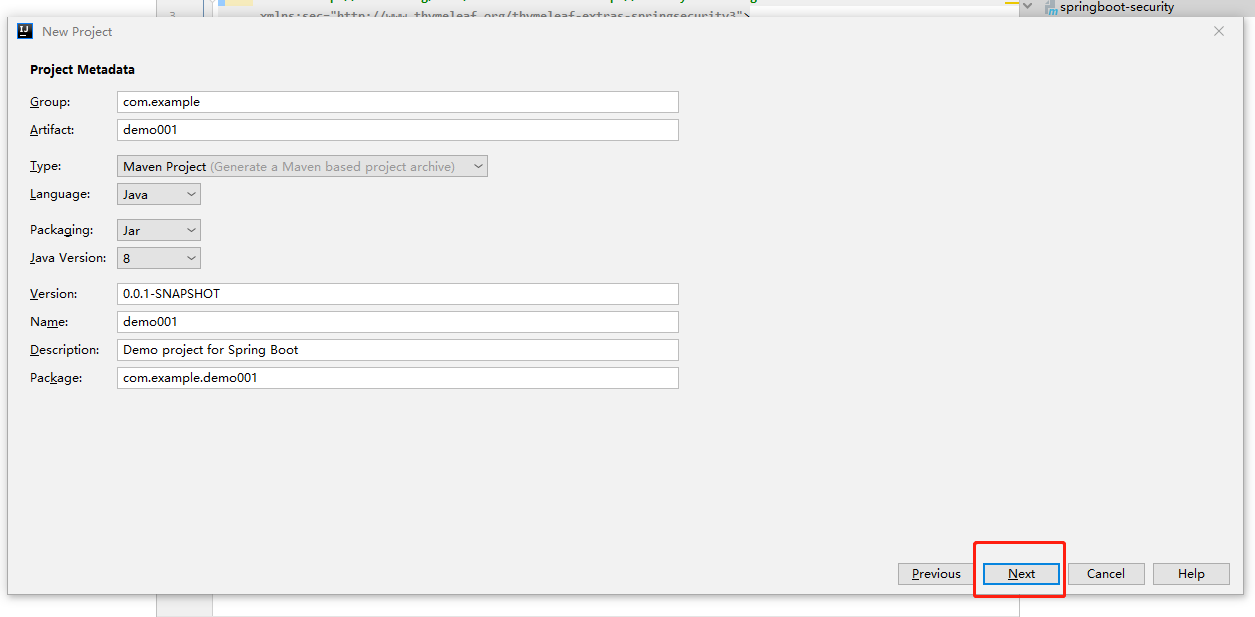 3
xmlns:sec="http://www.thymeleaf.org/thymeleaf-extras-springsecurity3">
springboot-security
New Project
Project Metadata
Group: com.example
Artifact: demo001
Type: Maven Project (Generate a Maven based project archive)
Language: Java
Packaging: Jar
Java Version: 8
Version: 0.0.1-SNAPSHOT
Name: demo001
Description: Demo project for Spring Boot
Package: com.example.demo001
Previous Next Cancel Help